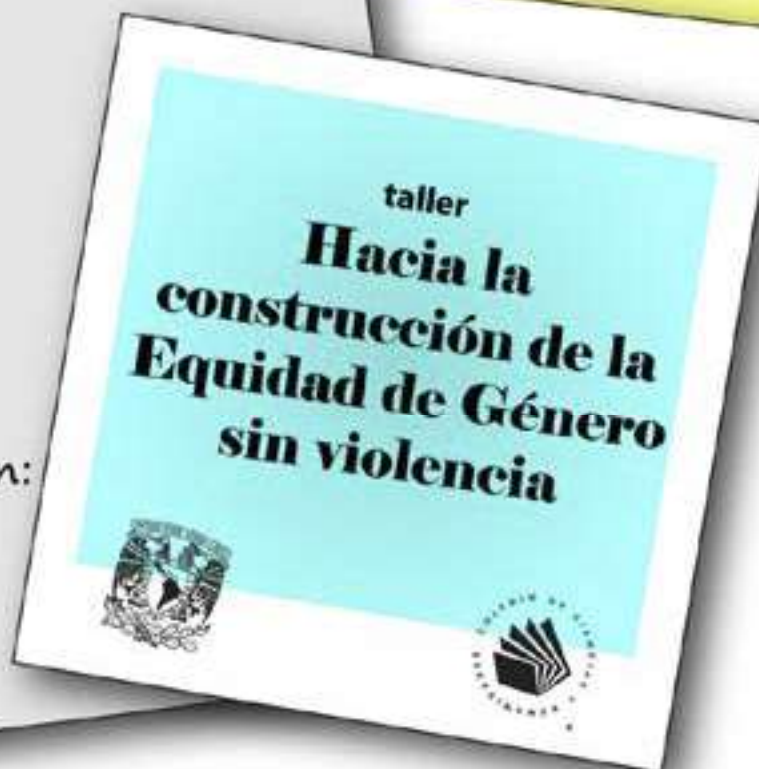 taller
Hacia la
construcción de la
Equidad de Género
sin violencia
n: